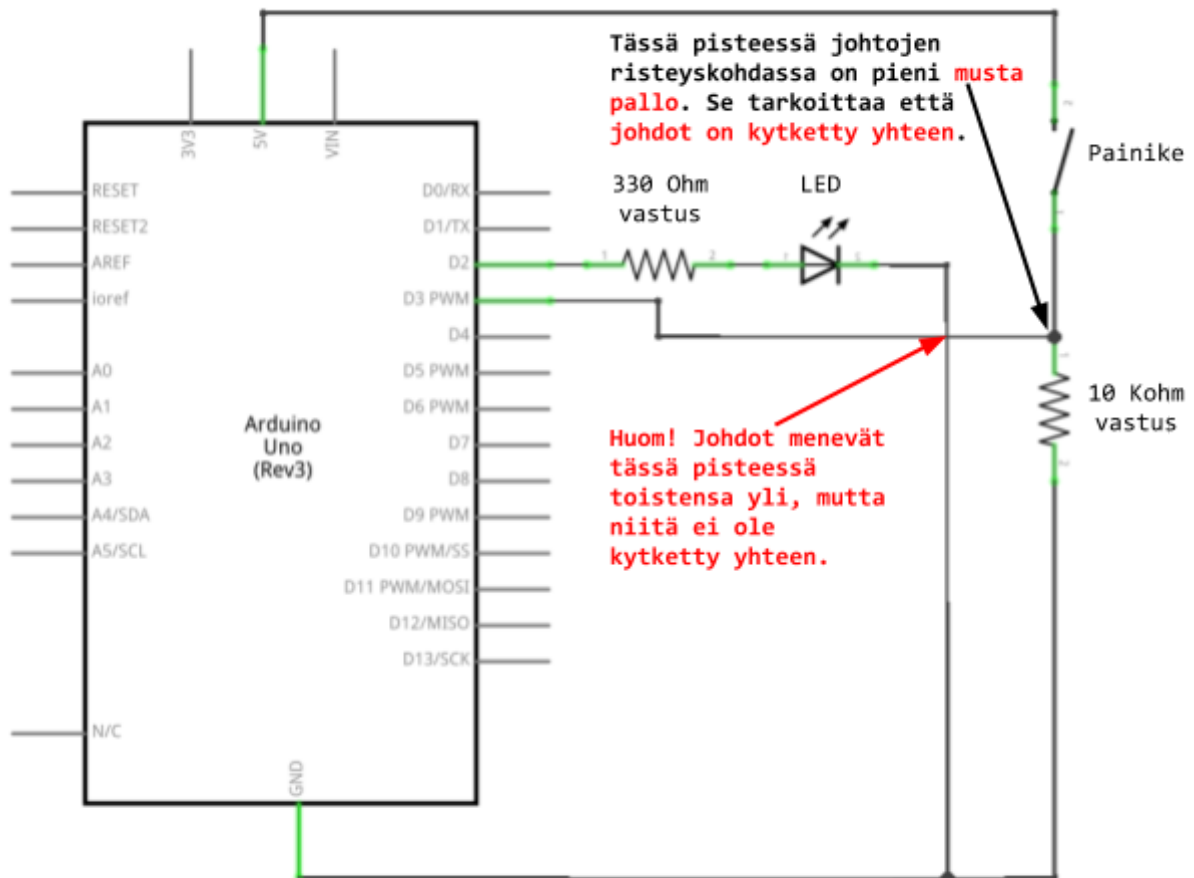 Tässä pisteessä johtojen
risteyskohdassa on pieni musta
pallo. Se tarkoittaa että
johdot on kytketty yhteen.
3V3
5V
VIN
Painike
330 Ohm
vastus
LED
RESET
RESET2
AREF
ioref
A0
A1
A2
A3
A4/SDA
A5/SCL
N/C
D0/RX
D1/TX
D2
D3 PWM
D4
D5 PWM
D6 PWM
D7
D8
D9 PWM
D10 PWM/SS
D11 PWM/MOSI
D12/MISO
D13/SCK
Arduino
Uno
(Rev3)
GND
1
2
10 Kohm
vastus
Huom! Johdot menevät
tässä pisteessä
toistensa yli, mutta
niitä ei ole
kytketty yhteen.